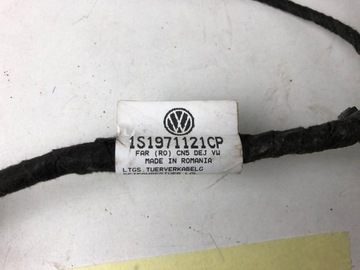 1S1971121CP
FAR (RO) CN5 DEJ VW
MADE IN ROMANIA
LTGS.TUERVERKABELG